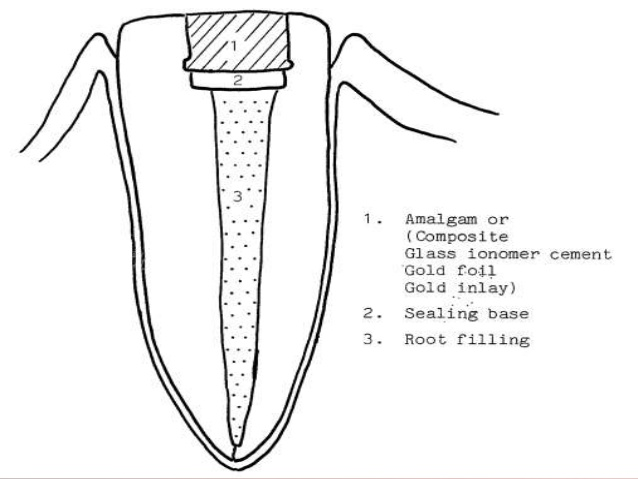 1
2
3
1. Amalgam or
(Composite
Glass ionomer cement
Gold foil
Gold inlay)
2. Sealing base
3. Root filling